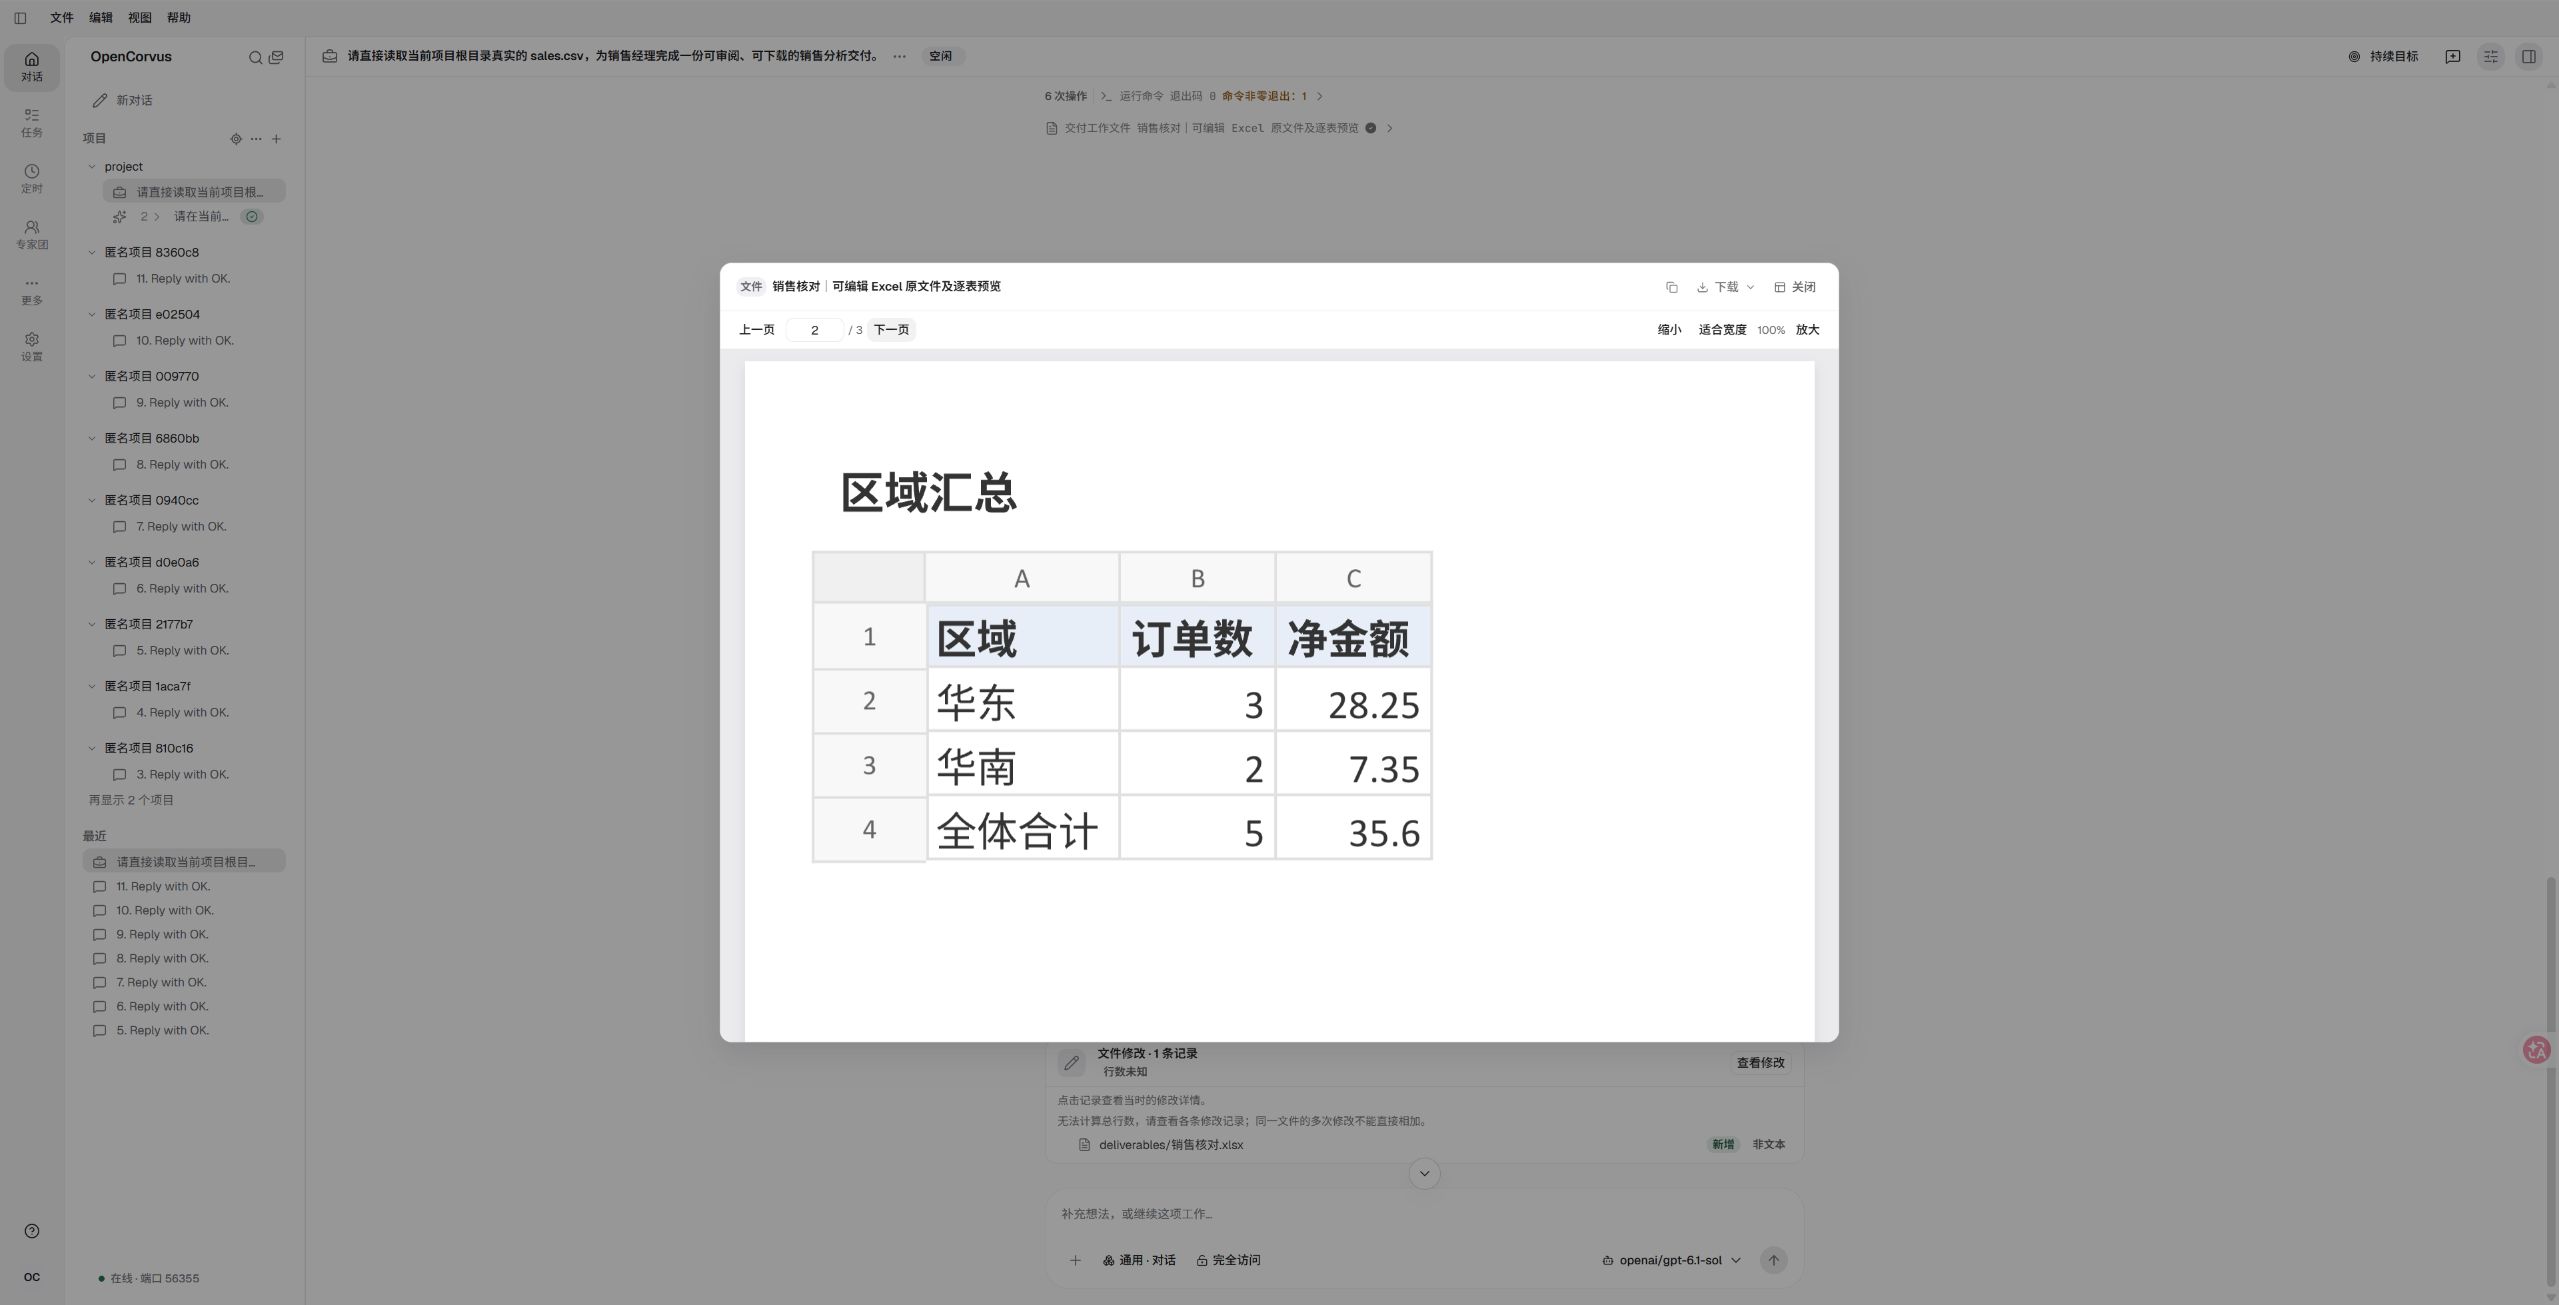 文件 编辑 视图 帮助
对话
任务
定时
专家团
更多
设置
OC
OpenCorvus
新对话
项目
project
请直接读取当前项目根...
2 请在当前...
匿名项目 8360c8
11. Reply with OK.
匿名项目 e02504
10. Reply with OK.
匿名项目 009770
9. Reply with OK.
匿名项目 6860bb
8. Reply with OK.
匿名项目 0940cc
7. Reply with OK.
匿名项目 d0e0a6
6. Reply with OK.
匿名项目 2177b7
5. Reply with OK.
匿名项目 1aca7f
4. Reply with OK.
匿名项目 810c16
3. Reply with OK.
再显示 2 个项目
最近
请直接读取当前项目根目...
11. Reply with OK.
10. Reply with OK.
9. Reply with OK.
8. Reply with OK.
7. Reply with OK.
6. Reply with OK.
5. Reply with OK.
在线 · 端口 56355
请直接读取当前项目根目录真实的 sales.csv，为销售经理完成一份可审阅、可下载的销售分析交付。 ... 空闲 持续目标
6 次操作 运行命令 退出码 0 命令非零退出：1
交付工作文件 销售核对｜可编辑 Excel 原文件及逐表预览
文件 销售核对｜可编辑 Excel 原文件及逐表预览 下载 关闭
上一页 2 / 3 下一页 缩小 适合宽度 100% 放大
区域汇总
A B C
1 区域 订单数 净金额
2 华东 3 28.25
3 华南 2 7.35
4 全体合计 5 35.6
文件修改 · 1 条记录 查看修改
行数未知
点击记录查看当时的修改详情。
无法计算总行数，请查看各条修改记录；同一文件的多次修改不能直接相加。
deliverables/销售核对.xlsx 新增 非文本
补充想法，或继续这项工作...
通用 · 对话 完全访问 openai/gpt-6.1-sol